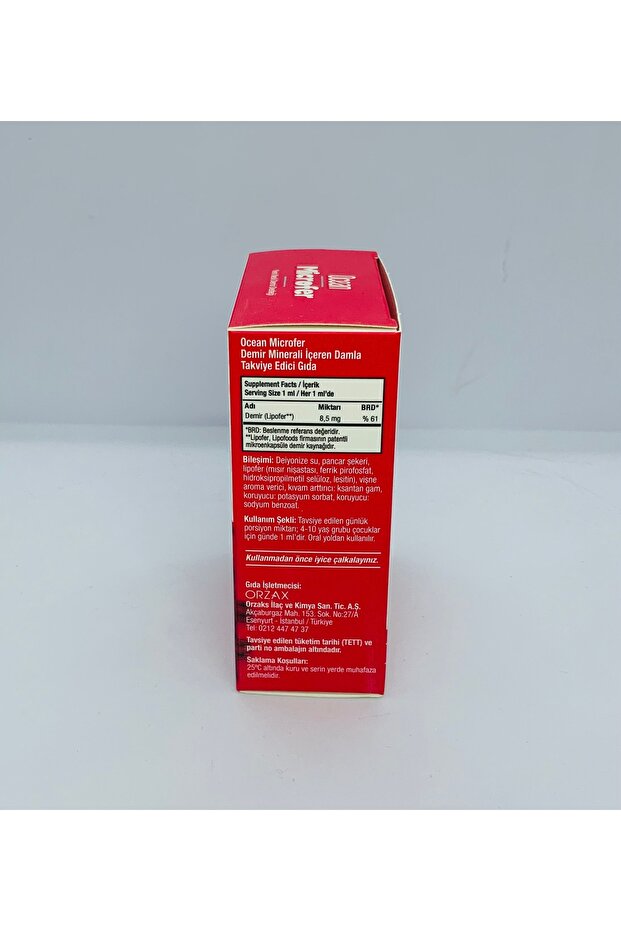 Ocean
Microfer
Ocean Microfer
Demir Minerali İçeren Damla
Takviye Edici Gıda
Supplement Facts / İçerik
Serving Size 1 ml / Her 1 ml'de
Adı Miktarı BRD*
Demir (Lipofer**) 8,5 mg % 61
*BRD: Beslenme referans değeridir.
**Lipofer, Lipofoods firmasının patentli
mikroenkapsüle demir kaynağıdır.
Bileşimi: Deiyonize su, pancar şekeri,
lipofer (mısır nişastası, ferrik pirofosfat,
hidroksipropilmetil selüloz, lesitin), vişne
aroma verici, kıvam arttırıcı: ksantan gam,
koruyucu: potasyum sorbat, koruyucu:
sodyum benzoat.
Kullanım Şekli: Tavsiye edilen günlük
porsiyon miktarı; 4-10 yaş grubu çocuklar
için günde 1 ml'dir. Oral yoldan kullanılır.
Kullanmadan önce iyice çalkalayınız.
Gıda İşletmecisi:
ORZAX
Orzaks İlaç ve Kimya San. Tic. A.Ş.
Akçaburgaz Mah. 153. Sok. No:27/A
Esenyurt - İstanbul / Türkiye
Tel: 0212 447 47 37
Tavsiye edilen tüketim tarihi (TETT) ve
parti no ambalajın altındadır.
Saklama Koşulları:
25ºC altında kuru ve serin yerde muhafaza
edilmelidir.